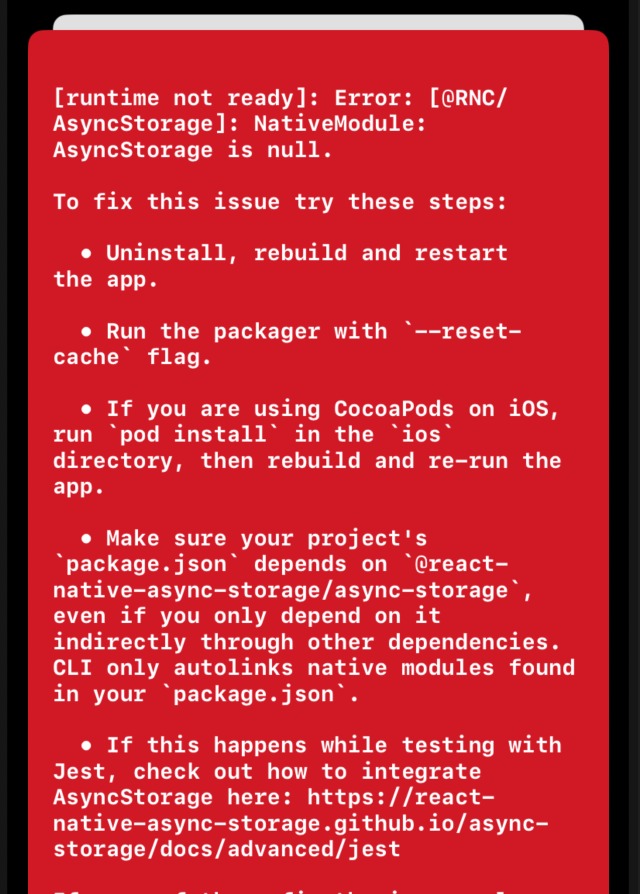 [runtime not ready]: Error: [@RNC/
AsyncStorage]: NativeModule:
AsyncStorage is null.
To fix this issue try these steps:
• Uninstall, rebuild and restart
the app.
• Run the packager with `--reset-
cache` flag.
• If you are using CocoaPods on iOS,
run `pod install` in the `ios`
directory, then rebuild and re-run the
app.
• Make sure your project's
`package.json` depends on `@react-
native-async-storage/async-storage`,
even if you only depend on it
indirectly through other dependencies.
CLI only autolinks native modules found
in your `package.json`.
• If this happens while testing with
Jest, check out how to integrate
AsyncStorage here: https://react-
native-async-storage.github.io/async-
storage/docs/advanced/jest